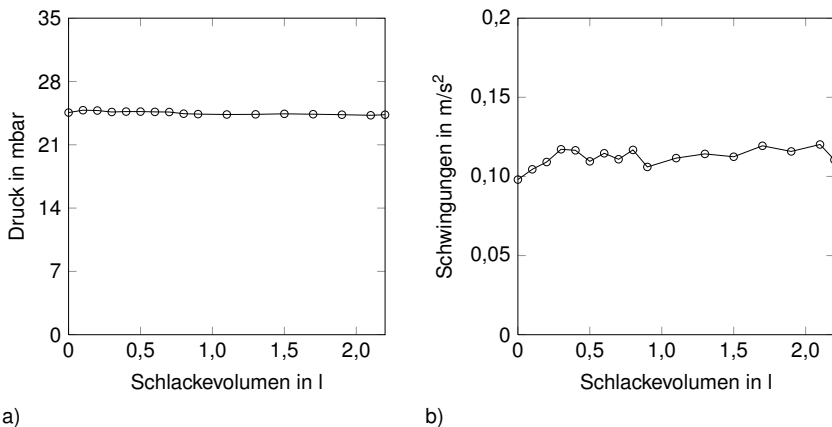 35
28
21
14
7
0
Druck in mbar
0 0,5 1,0 1,5 2,0
Schlackevolumen in l
a)
0,2
0,15
0,10
0,05
0
Schwingungen in m/s²
0 0,5 1,0 1,5 2,0
Schlackevolumen in l
b)